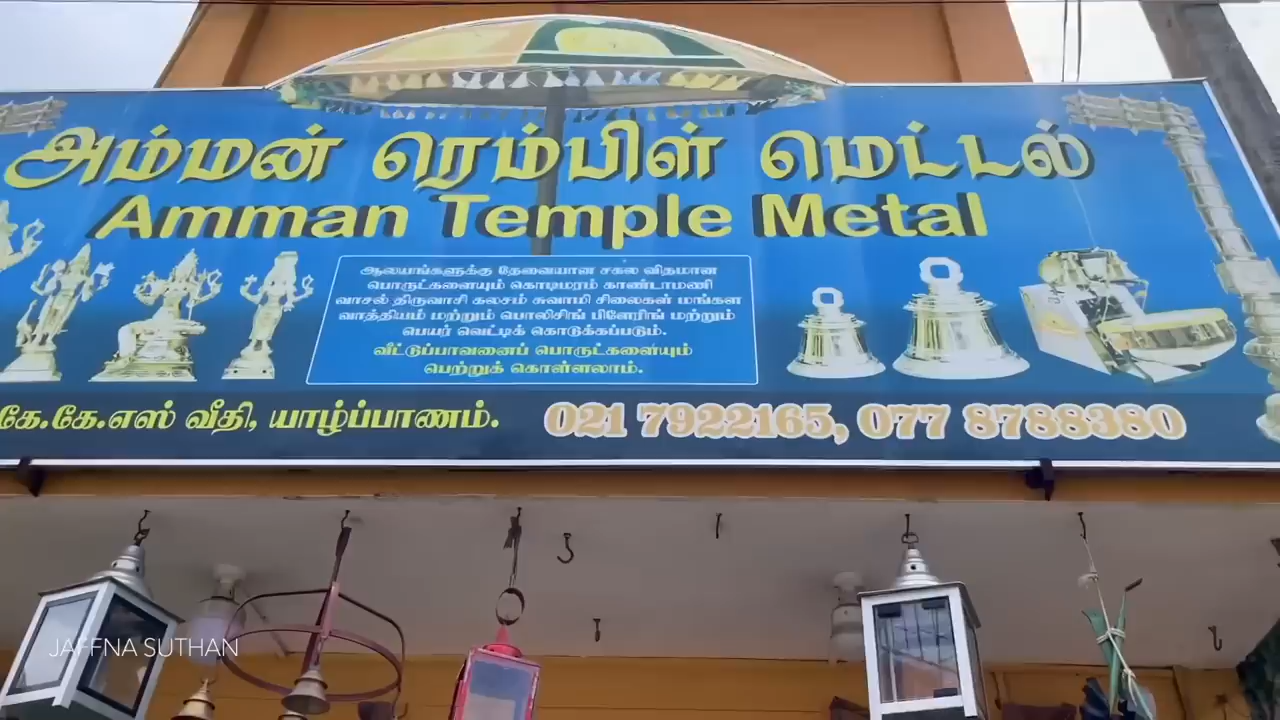 அம்மன் ரெம்பிள் மெட்டல்
Amman Temple Metal
ஆலயங்களுக்கு தேவையான சகல விதமான
பொருட்களையும் கொடிமரம் காண்டாமணி
வாசல் திருவாசி கலசம் சுவாமி சிலைகள் மங்கள
வாத்தியம் மற்றும் பொலிசிங் பிளேரிங் மற்றும்
பெயர் வெட்டிக் கொடுக்கப்படும்.
வீட்டுப்பாவனைப் பொருட்களையும்
பெற்றுக் கொள்ளலாம்.
கே.கே.எஸ் வீதி, யாழ்ப்பாணம். 021 7922165, 077 8788380
JAFFNA SUTHAN